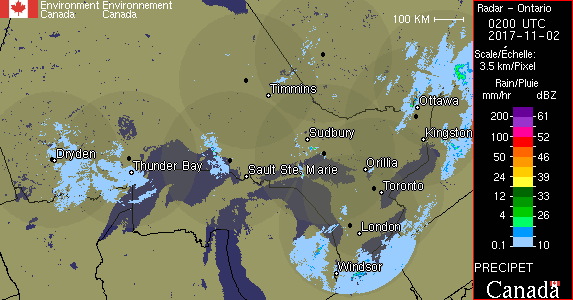 Environment Environnement
Canada Canada
100 KM
Radar - Ontario
0200 UTC
2017-11-02
Scale/Échelle:
3.5 km/Pixel
Rain/Pluie
mm/hr dBZ
200 61
100 52
50 46
24 39
12 33
4 26
0.1 10
PRECIPET
Canada
Timmins
Ottawa
Sudbury
Kingston
Dryden
Thunder Bay
Sault Ste. Marie
Orillia
Toronto
London
Windsor